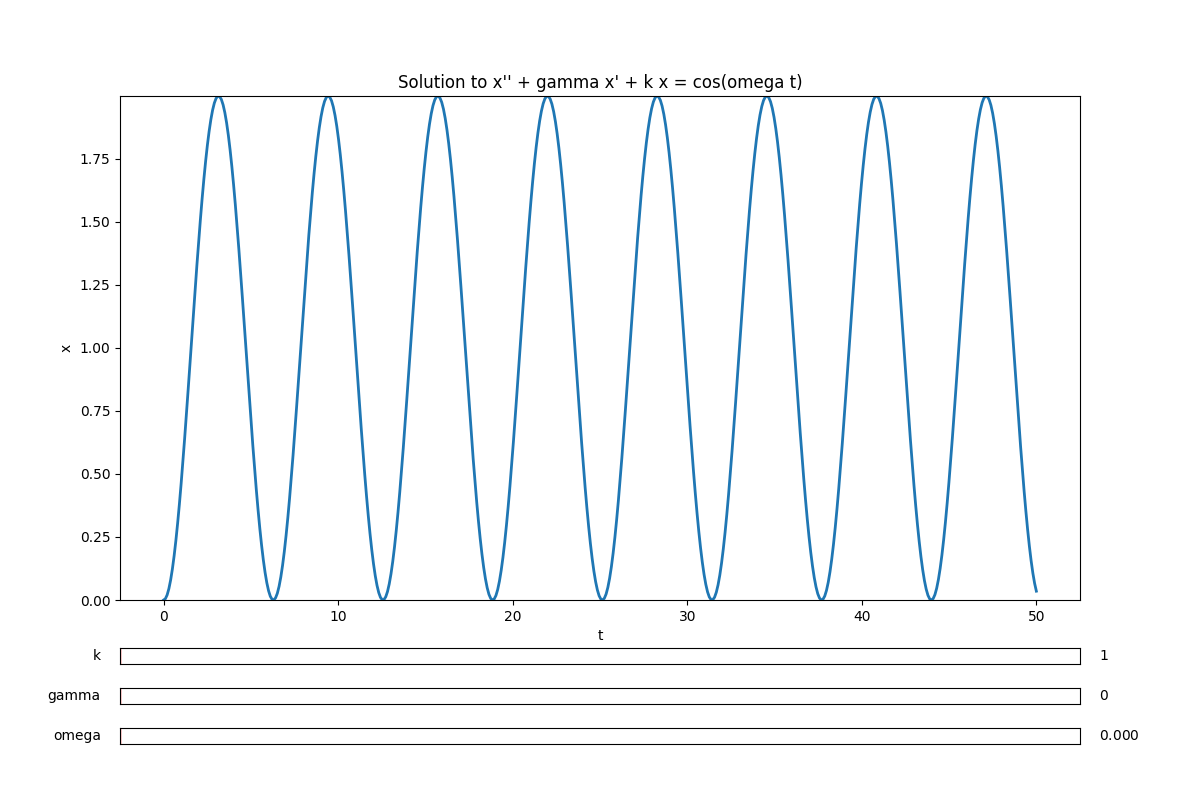 Solution to x'' + gamma x' + k x = cos(omega t)
1.75
1.50
1.25
x 1.00
0.75
0.50
0.25
0.00
0 10 20 30 40 50
t
k 1
gamma 0
omega 0.000